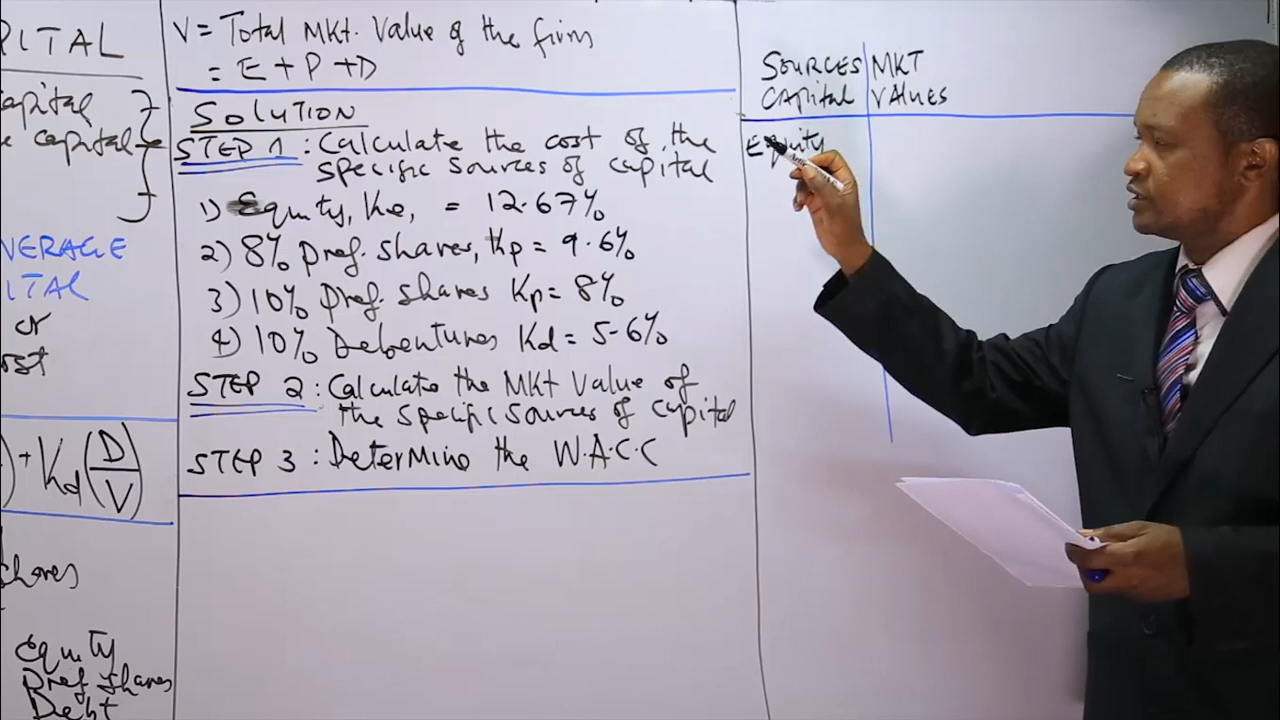 PITAL
capital
e capital
VERAGE
ITAL
or
ost
) + Kd (D/V)
shares
Equity
Pref shares
Debt
V = Total Mkt. Value of the firm
= E + P + D
SOLUTION
STEP 1 : Calculate the cost of the
specific sources of capital
1) Equity, Ke, = 12.67%
2) 8% pref. shares, Kp = 9.6%
3) 10% pref. shares Kp = 8%
4) 10% Debentures Kd = 5.6%
STEP 2 : Calculate the Mkt Value of
the specific sources of capital
STEP 3 : Determine the W.A.C.C
SOURCES MKT
CAPITAL VALUES
Equity